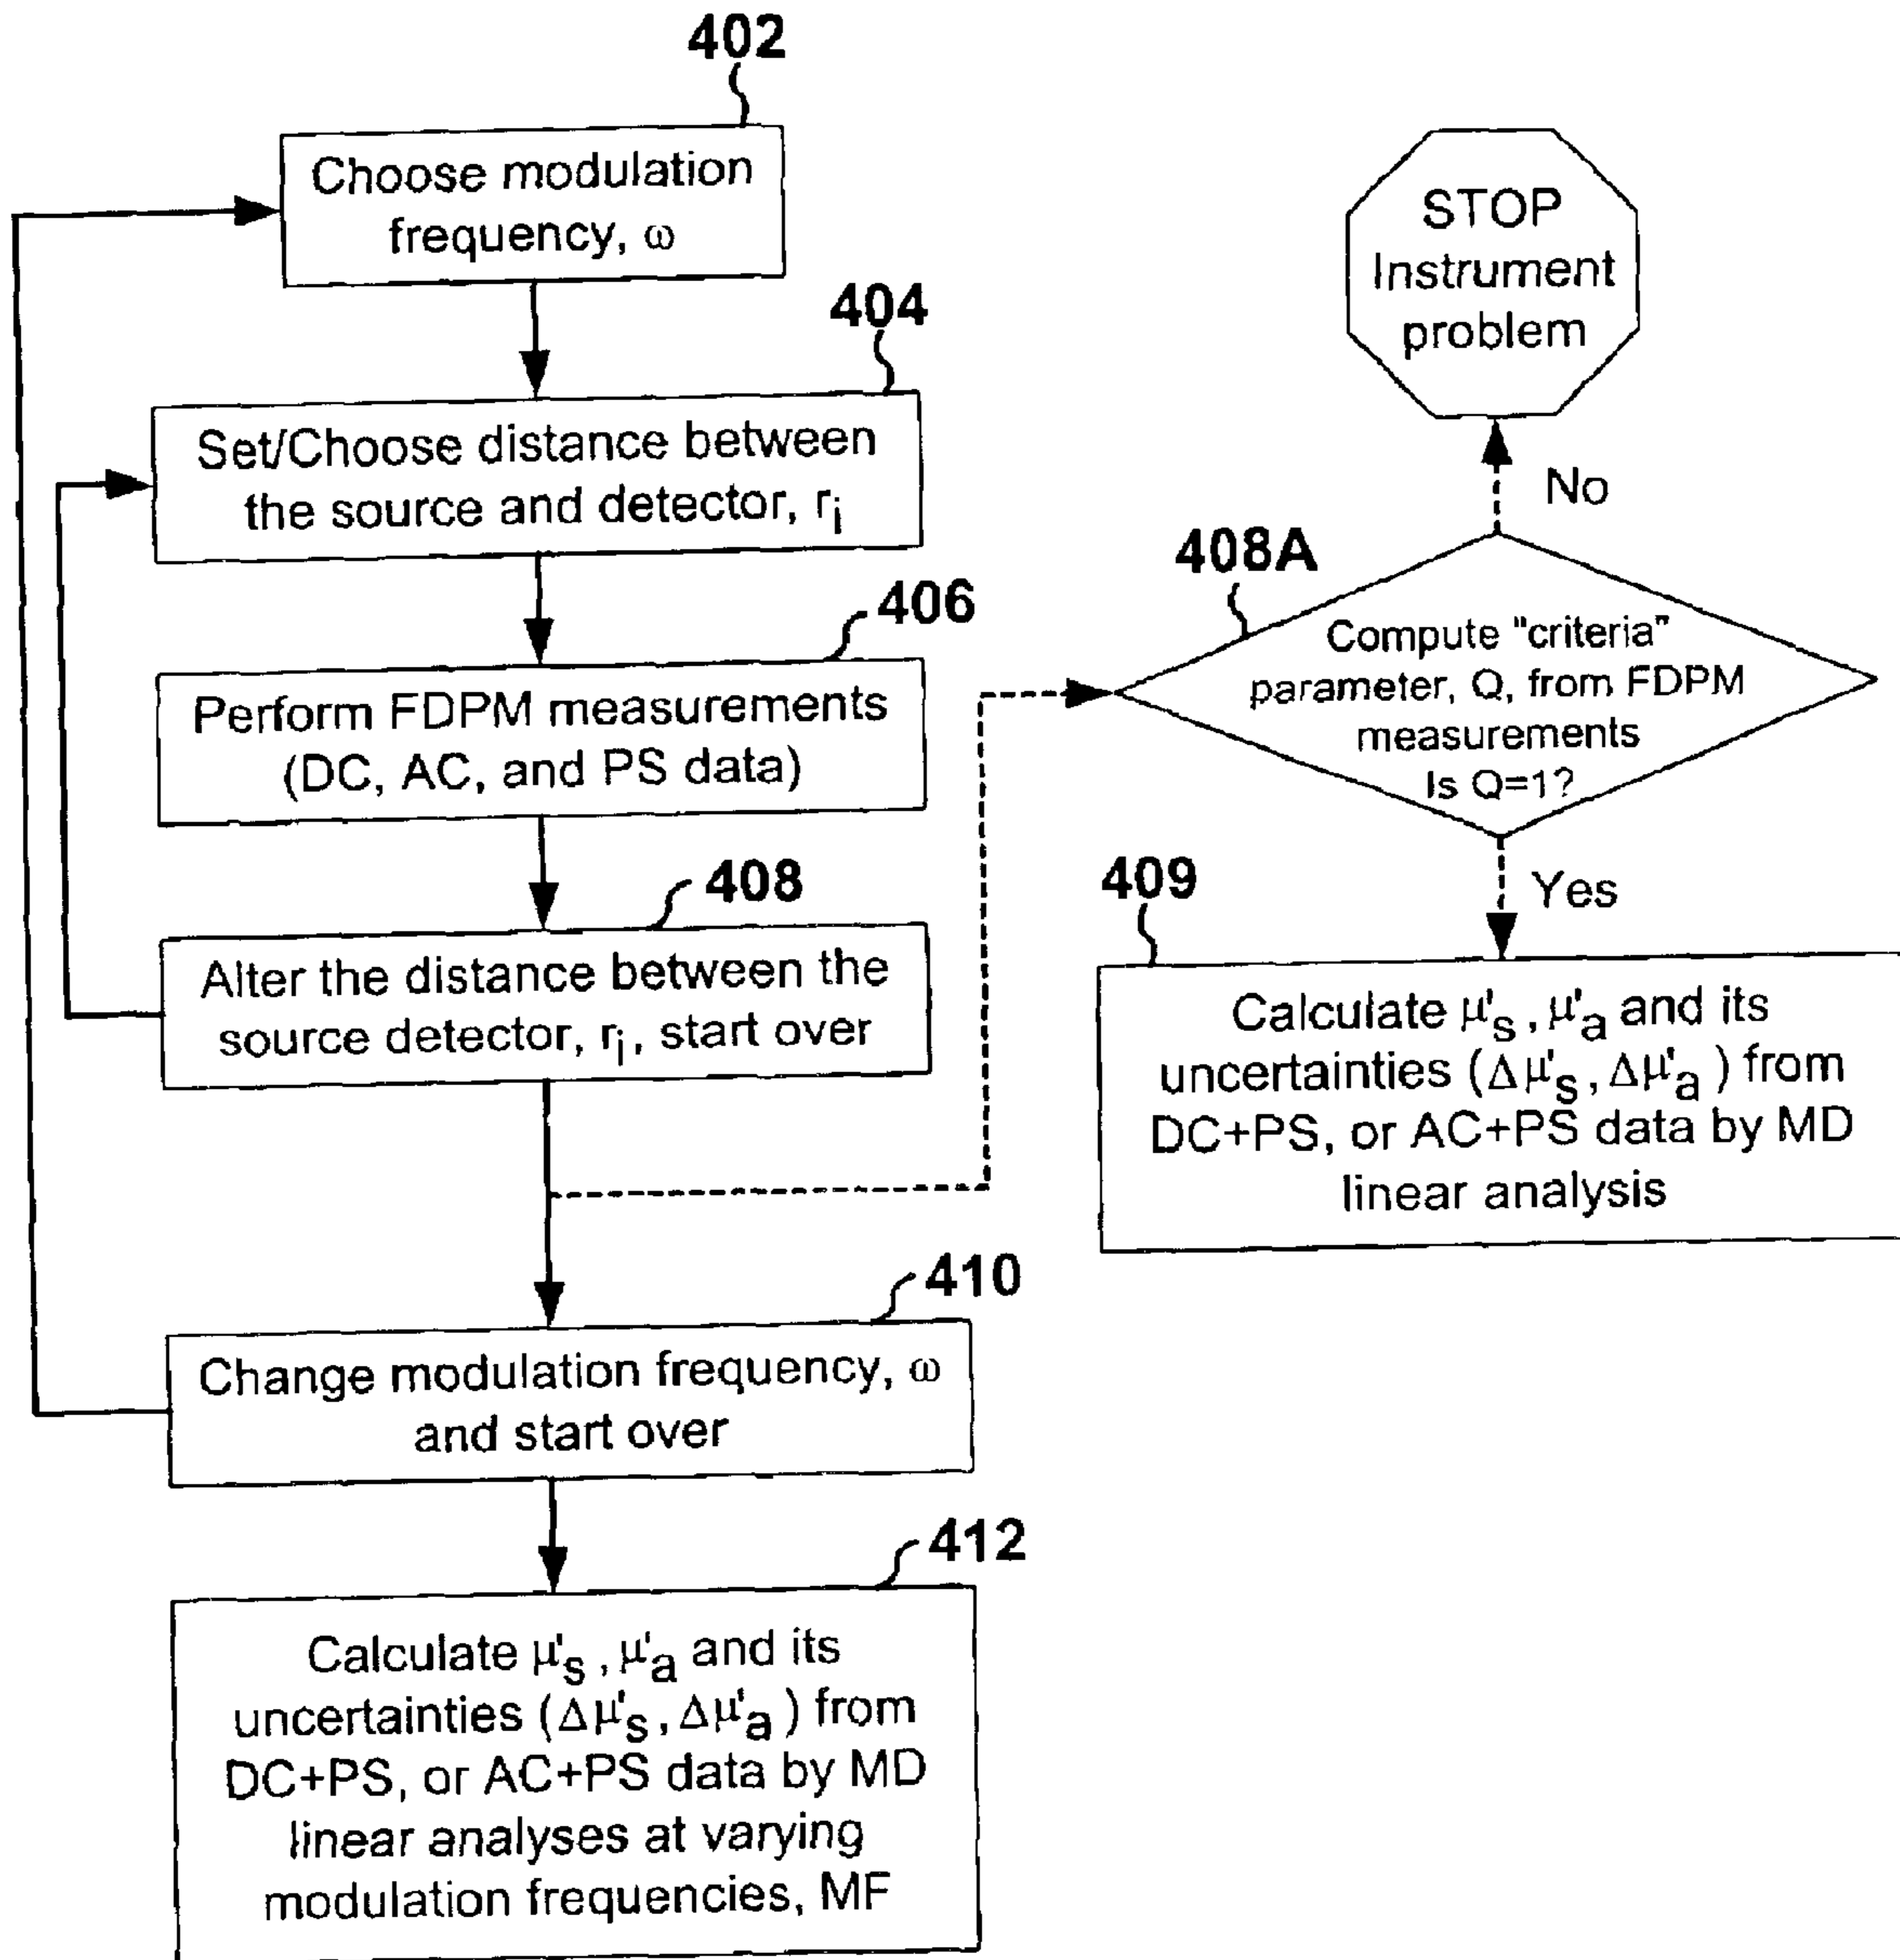 402
Choose modulation
frequency, ω
404
Set/Choose distance between
the source and detector, rᵢ
406
Perform FDPM measurements
(DC, AC, and PS data)
408
Alter the distance between the
source detector, rᵢ, start over
410
Change modulation frequency, ω
and start over
412
Calculate μ's, μ'a and its
uncertainties (Δμ's, Δμ'a) from
DC+PS, or AC+PS data by MD
linear analyses at varying
modulation frequencies, MF
STOP
Instrument
problem
No
408A
Compute "criteria"
parameter, Q, from FDPM
measurements
Is Q=1?
Yes
409
Calculate μ's, μ'a and its
uncertainties (Δμ's, Δμ'a) from
DC+PS, or AC+PS data by MD
linear analysis